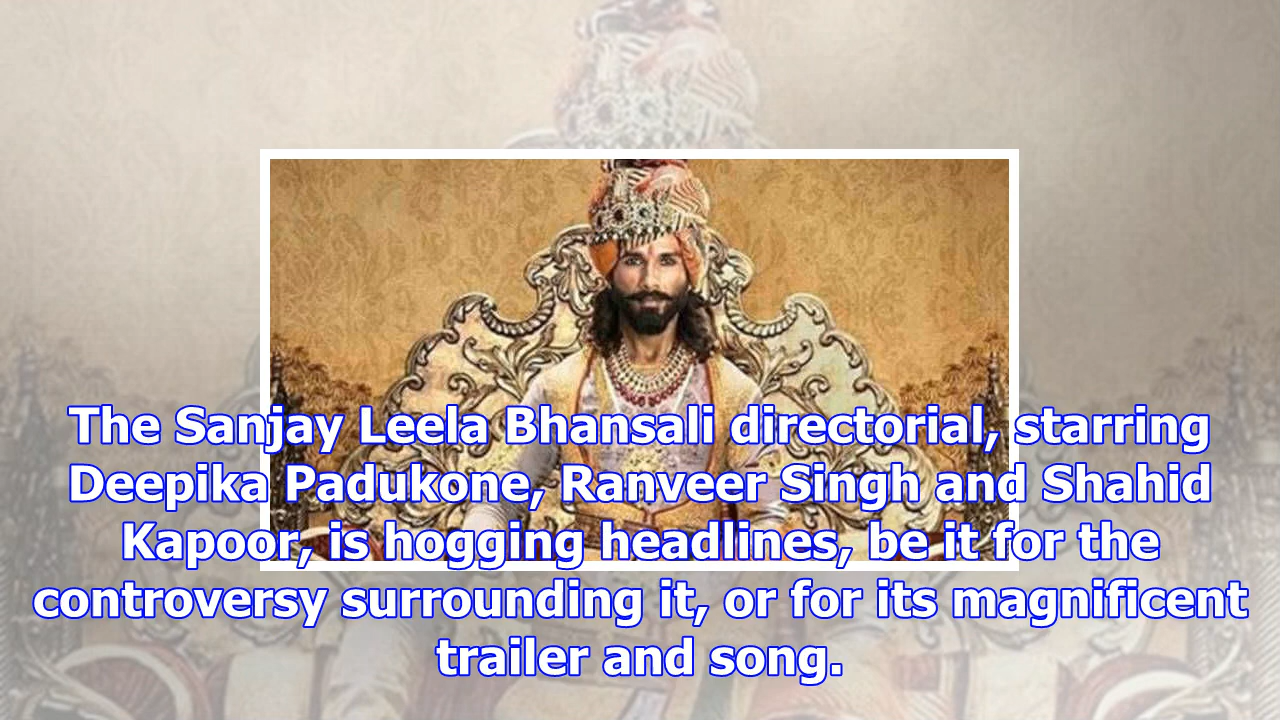 The Sanjay Leela Bhansali directorial, starring
Deepika Padukone, Ranveer Singh and Shahid
Kapoor, is hogging headlines, be it for the
controversy surrounding it, or for its magnificent
trailer and song.